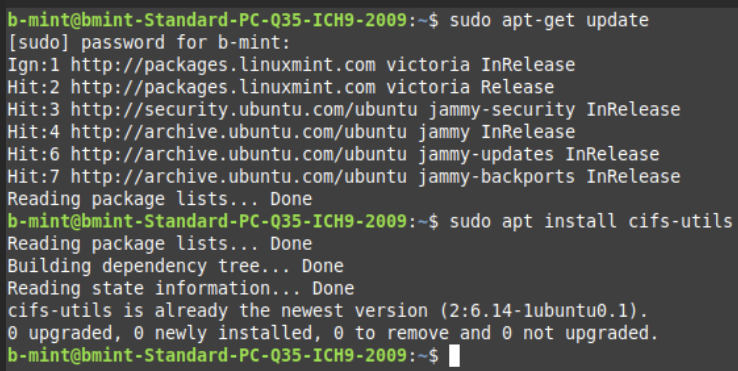 b-mint@bmint-Standard-PC-Q35-ICH9-2009:~$ sudo apt-get update
[sudo] password for b-mint:
Ign:1 http://packages.linuxmint.com victoria InRelease
Hit:2 http://packages.linuxmint.com victoria Release
Hit:3 http://security.ubuntu.com/ubuntu jammy-security InRelease
Hit:4 http://archive.ubuntu.com/ubuntu jammy InRelease
Hit:6 http://archive.ubuntu.com/ubuntu jammy-updates InRelease
Hit:7 http://archive.ubuntu.com/ubuntu jammy-backports InRelease
Reading package lists... Done
b-mint@bmint-Standard-PC-Q35-ICH9-2009:~$ sudo apt install cifs-utils
Reading package lists... Done
Building dependency tree... Done
Reading state information... Done
cifs-utils is already the newest version (2:6.14-1ubuntu0.1).
0 upgraded, 0 newly installed, 0 to remove and 0 not upgraded.
b-mint@bmint-Standard-PC-Q35-ICH9-2009:~$